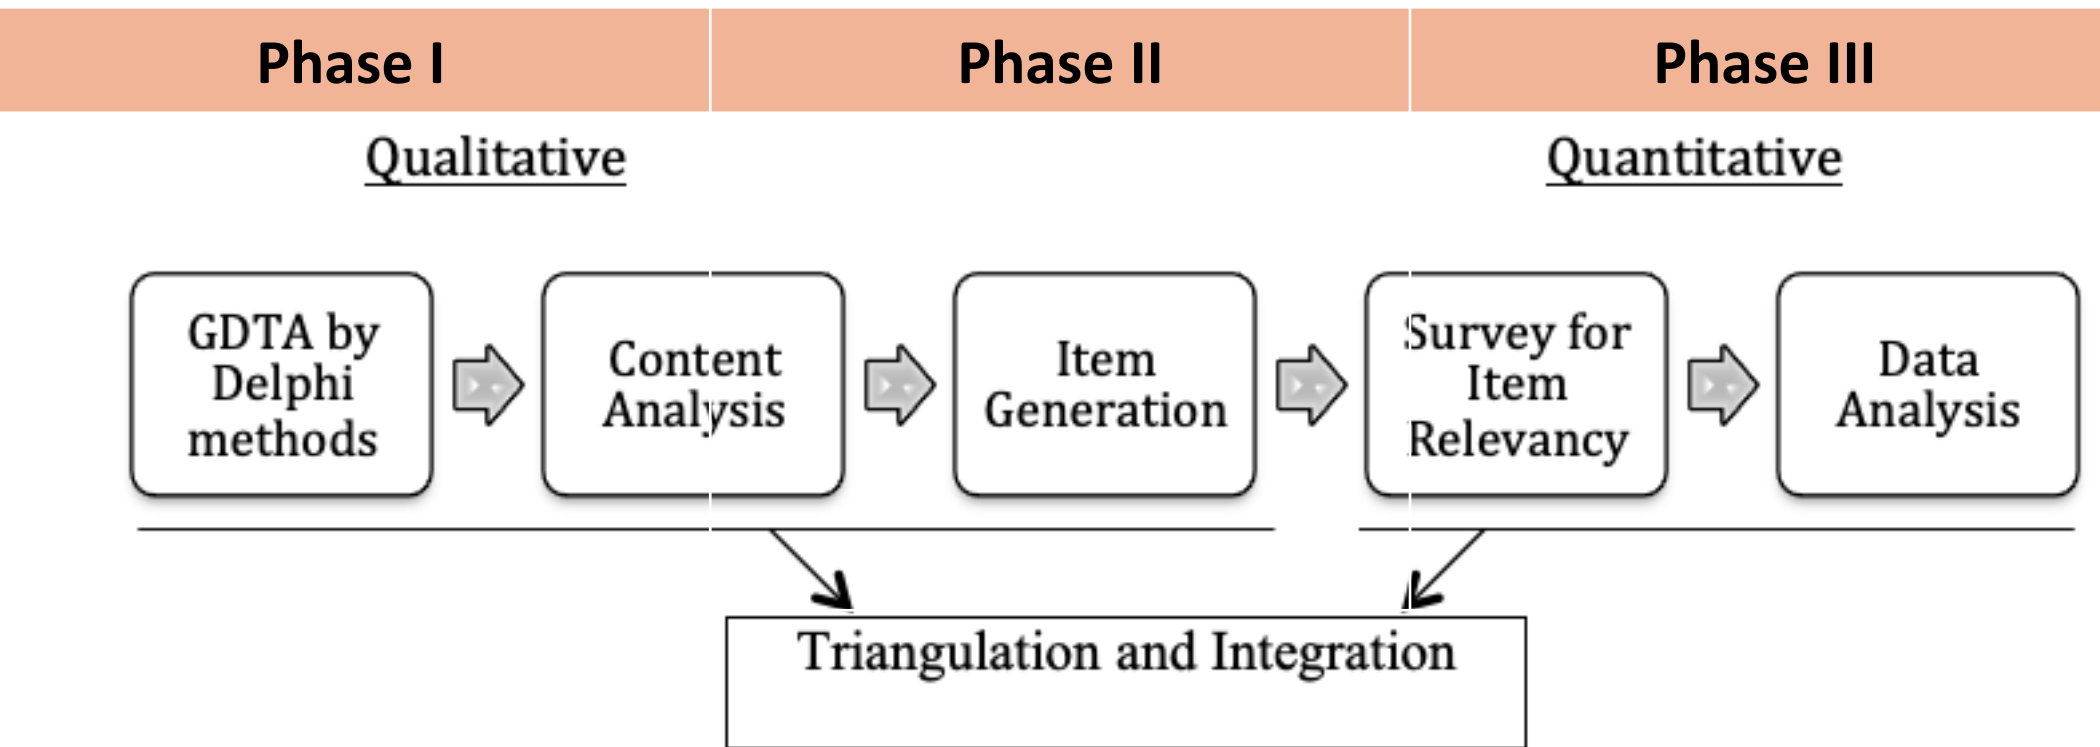 Phase I
Phase II
Phase III
Qualitative
Quantitative
GDTA by
Delphi
methods
Content
Analysis
Item
Generation
Survey for
Item
Relevancy
Data
Analysis
Triangulation and Integration